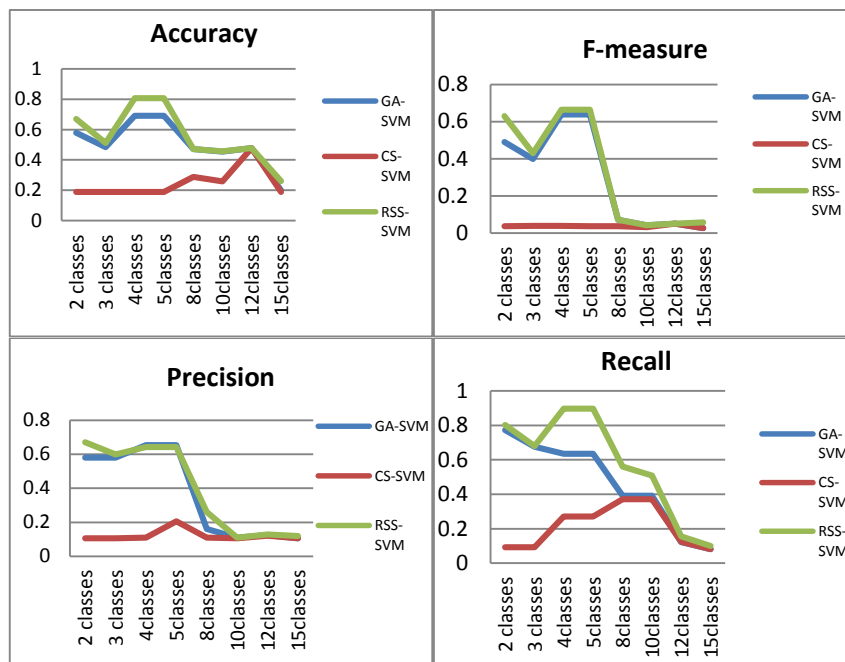 Accuracy
1
0.8
0.6
0.4
0.2
0
2 classes
3 classes
4classes
5classes
8classes
10classes
12classes
15classes
GA-
SVM
CS-
SVM
RSS-
SVM
F-measure
0.8
0.6
0.4
0.2
0
2 classes
3 classes
4classes
5classes
8classes
10classes
12classes
15classes
GA-
SVM
CS-
SVM
RSS-
SVM
Precision
0.8
0.6
0.4
0.2
0
2 classes
3 classes
4classes
5classes
8classes
10classes
12classes
15classes
GA-SVM
CS-SVM
RSS-
SVM
Recall
1
0.8
0.6
0.4
0.2
0
2 classes
3 classes
4classes
5classes
8classes
10classes
12classes
15classes
GA-
SVM
CS-
SVM
RSS-
SVM